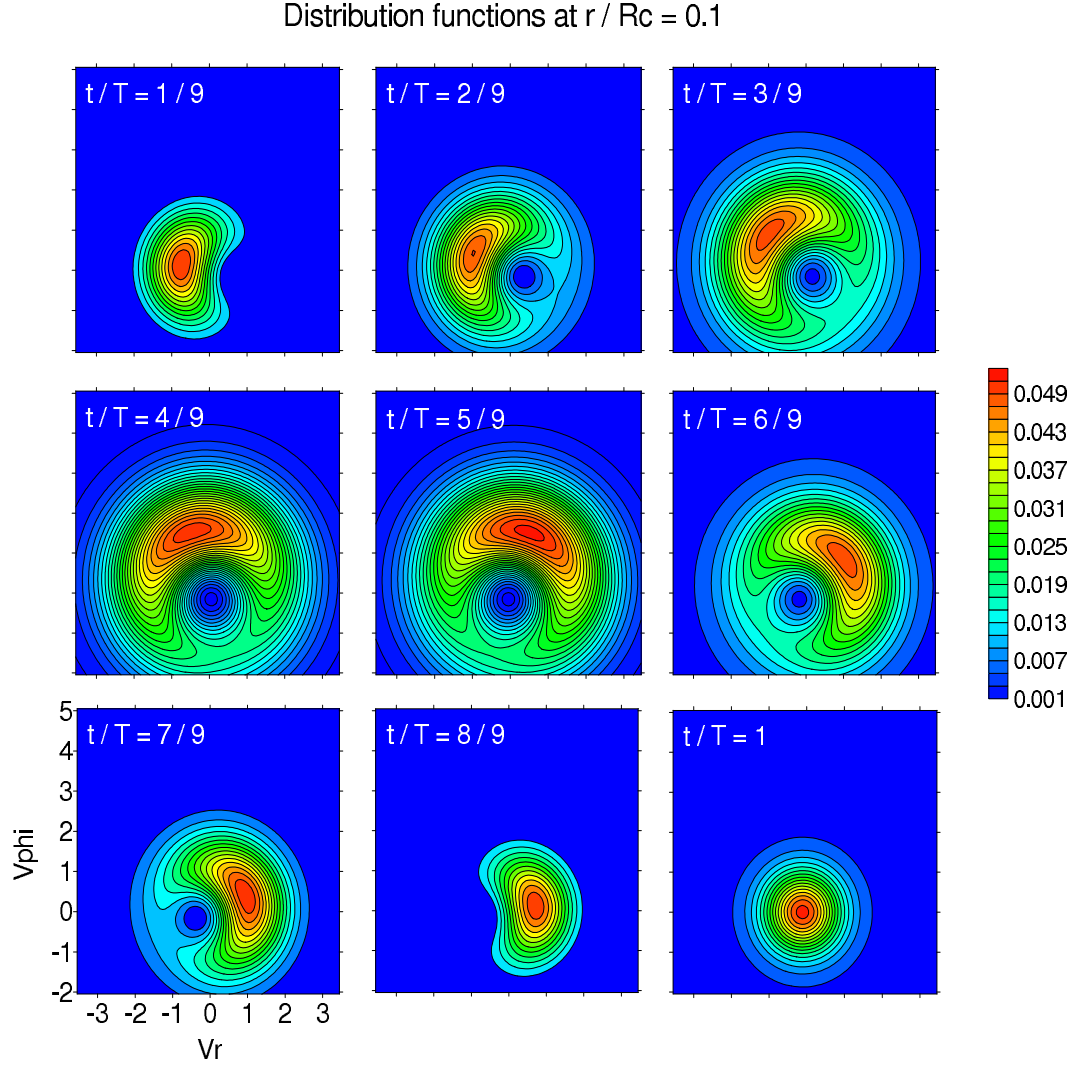 Distribution functions at r / Rc = 0.1
t / T = 1 / 9
t / T = 2 / 9
t / T = 3 / 9
t / T = 4 / 9
t / T = 5 / 9
t / T = 6 / 9
0.049
0.043
0.037
0.031
0.025
0.019
0.013
0.007
0.001
t / T = 7 / 9
t / T = 8 / 9
t / T = 1
5
4
3
2
1
0
-1
-2
Vphi
-3 -2 -1 0 1 2 3
Vr